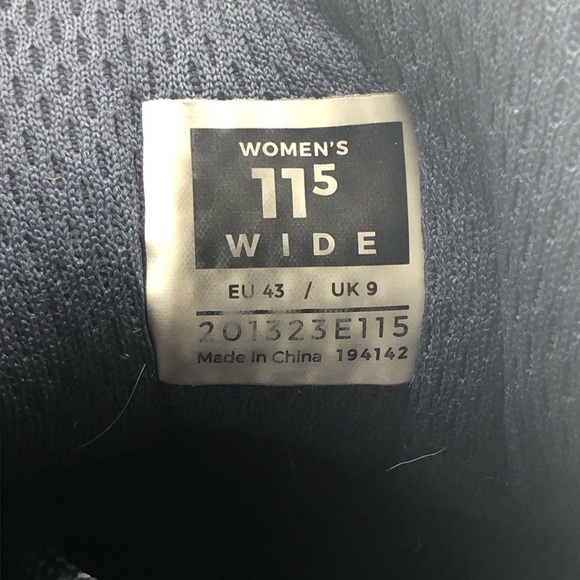 WOMEN'S
11⁵
WIDE
EU 43 / UK 9
201323E115
Made in China 194142